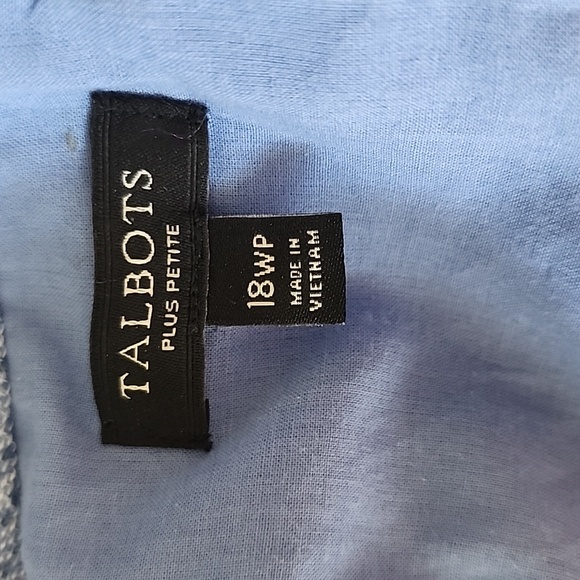 TALBOTS
PLUS PETITE
18WP
MADE IN
VIETNAM